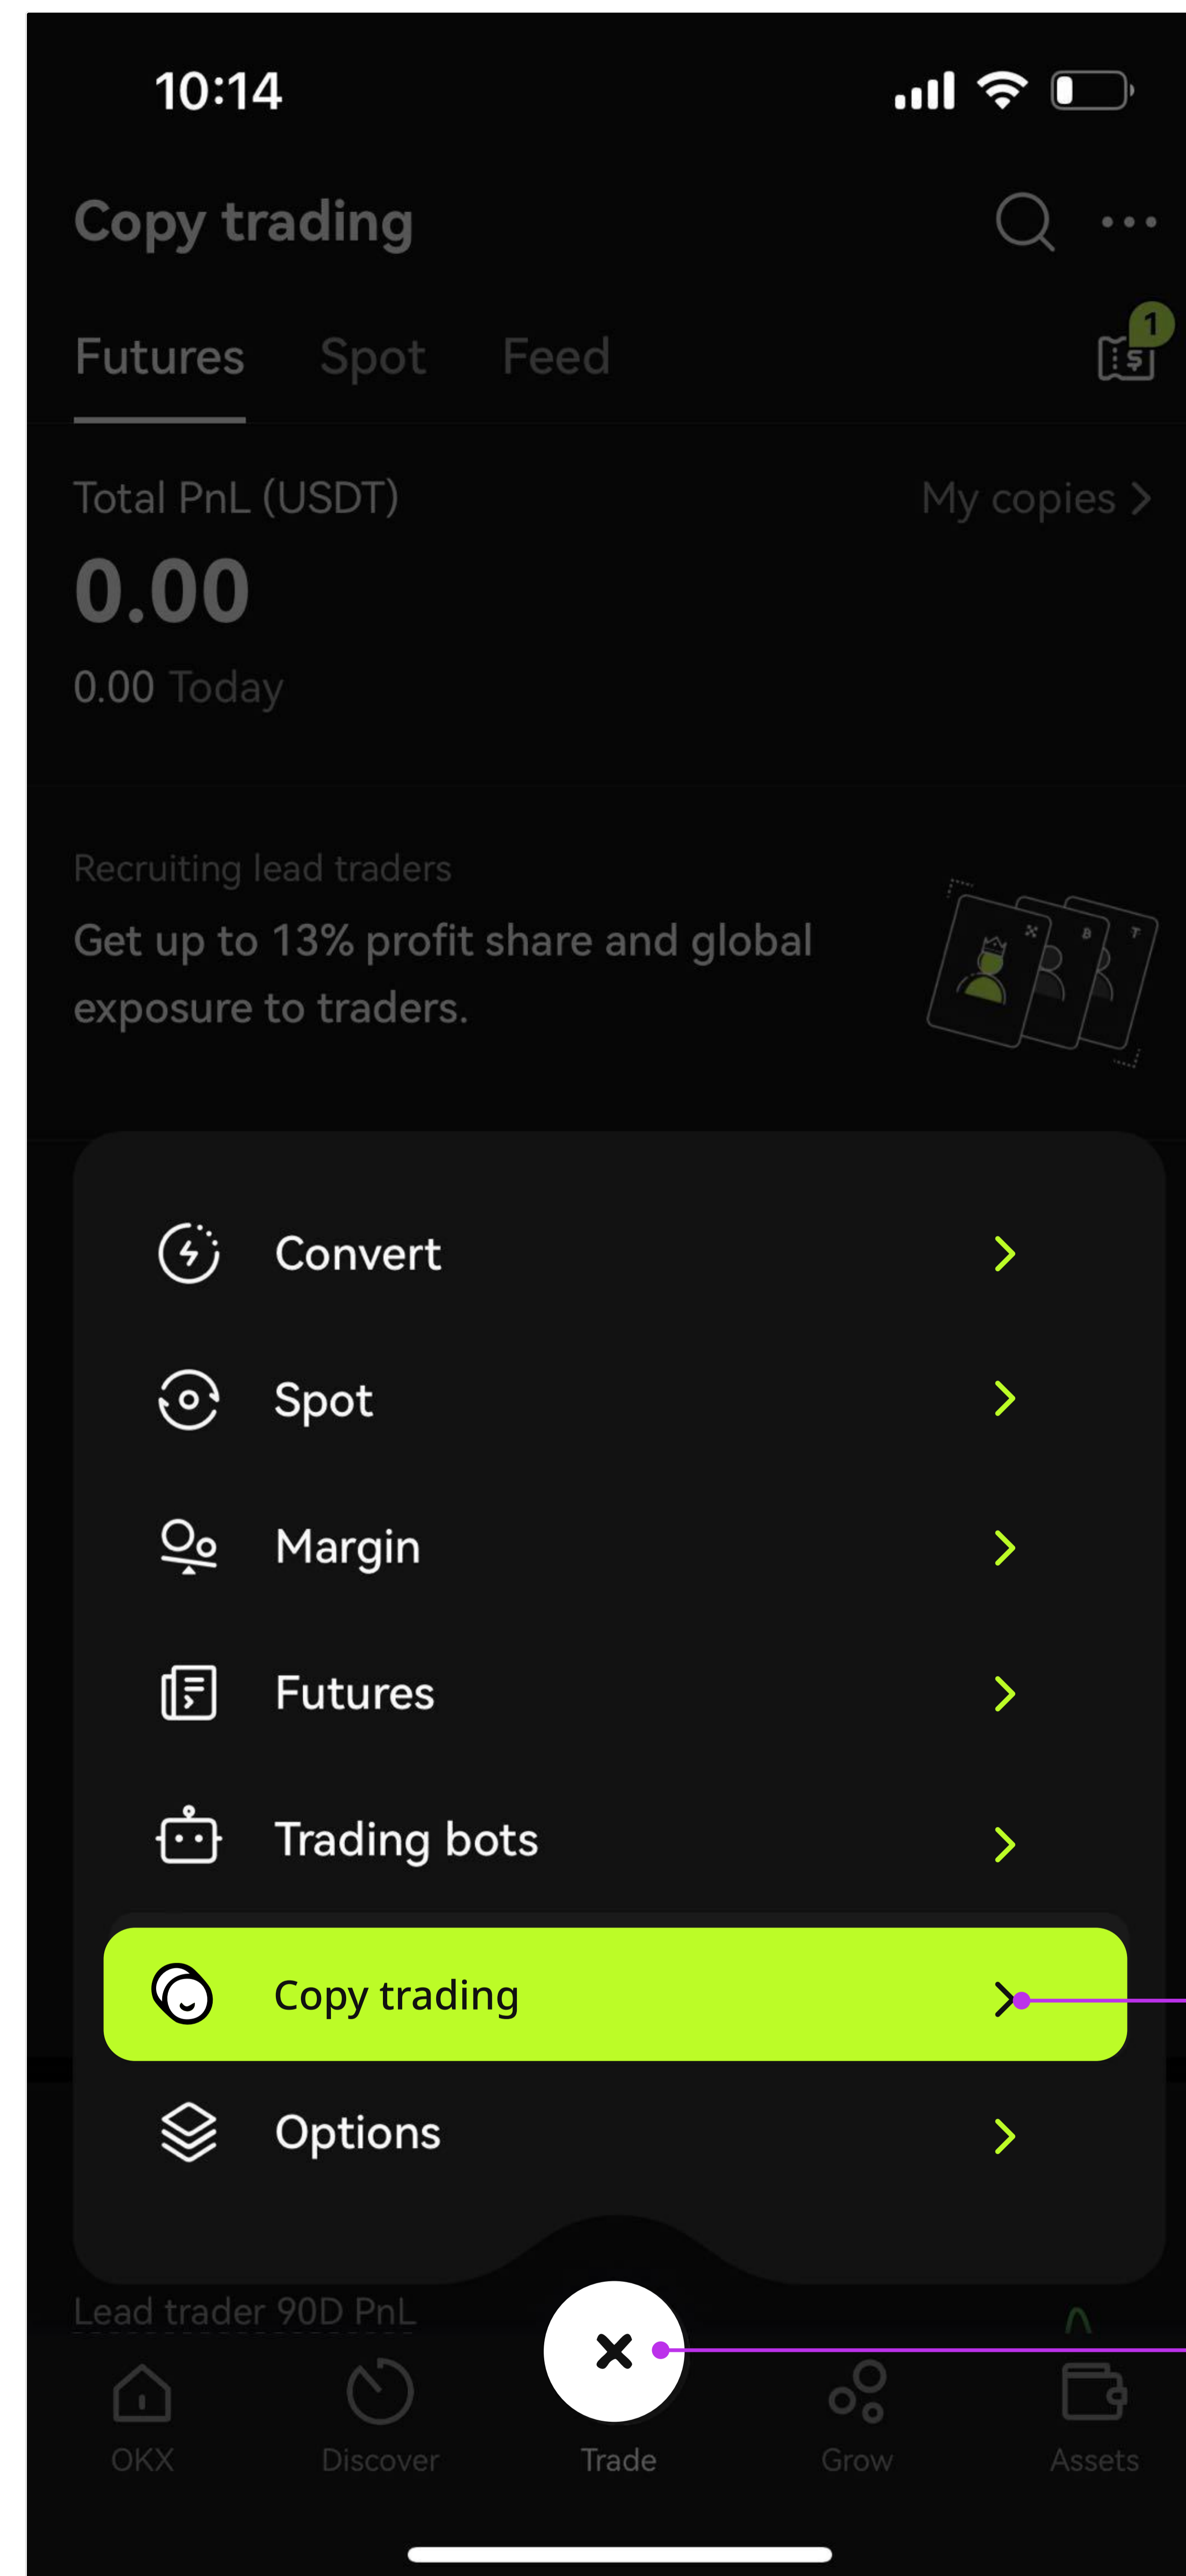 10:14
Copy trading
Futures Spot Feed
1
Total PnL (USDT) My copies
0.00
0.00 Today
Recruiting lead traders
Get up to 13% profit share and global
exposure to traders.
Convert
Spot
Margin
Futures
Trading bots
Copy trading
Options
Lead trader 90D PnL
OKX Discover Trade Grow Assets